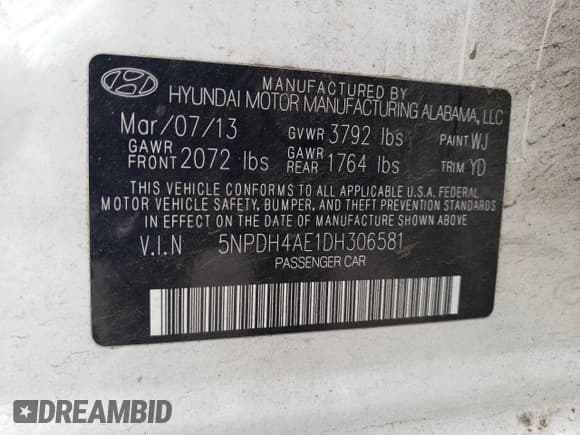 MANUFACTURED BY
HYUNDAI MOTOR MANUFACTURING ALABAMA, LLC
Mar/07/13 GVWR 3792 lbs PAINT WJ
GAWR FRONT 2072 lbs GAWR REAR 1764 lbs TRIM YD
THIS VEHICLE CONFORMS TO ALL APPLICABLE U.S.A. FEDERAL
MOTOR VEHICLE SAFETY, BUMPER, AND THEFT PREVENTION STANDARDS
IN EFFECT ON THE DATE OF MANUFACTURE SHOWN ABOVE.
V.I.N 5NPDH4AE1DH306581
PASSENGER CAR
DREAMBID